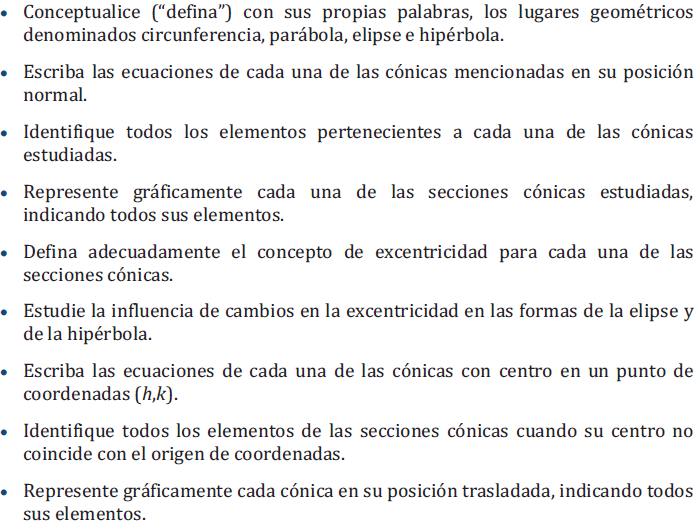 • Conceptualice (“defina”) con sus propias palabras, los lugares geométricos
denominados circunferencia, parábola, elipse e hipérbola.
• Escriba las ecuaciones de cada una de las cónicas mencionadas en su posición
normal.
• Identifique todos los elementos pertenecientes a cada una de las cónicas
estudiadas.
• Represente gráficamente cada una de las secciones cónicas estudiadas,
indicando todos sus elementos.
• Defina adecuadamente el concepto de excentricidad para cada una de las
secciones cónicas.
• Estudie la influencia de cambios en la excentricidad en las formas de la elipse y
de la hipérbola.
• Escriba las ecuaciones de cada una de las cónicas con centro en un punto de
coordenadas (h,k).
• Identifique todos los elementos de las secciones cónicas cuando su centro no
coincide con el origen de coordenadas.
• Represente gráficamente cada cónica en su posición trasladada, indicando todos
sus elementos.